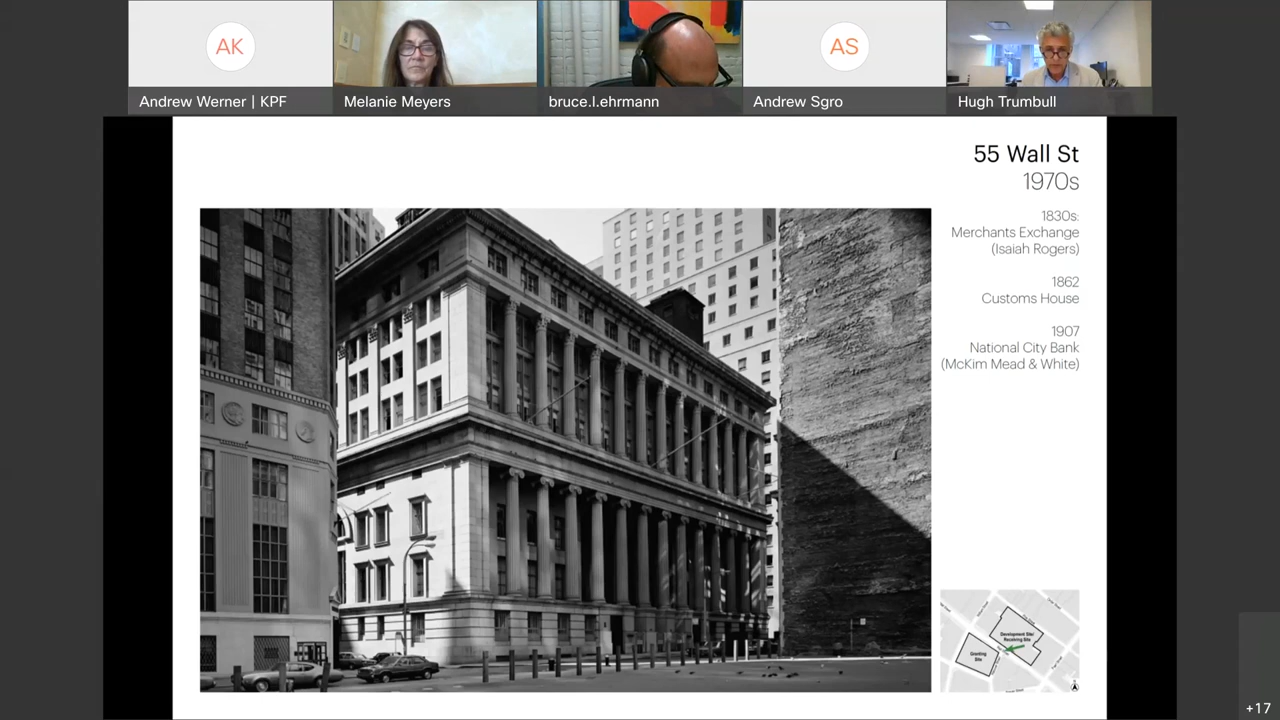 AK
AS
Andrew Werner | KPF
Melanie Meyers
bruce.l.ehrmann
Andrew Sgro
Hugh Trumbull
55 Wall St
1970s
1830s:
Merchants Exchange
(Isaiah Rogers)
1862
Customs House
1907
National City Bank
(McKim Mead & White)
Development Site/
Receiving Site
Granting
Site
+17